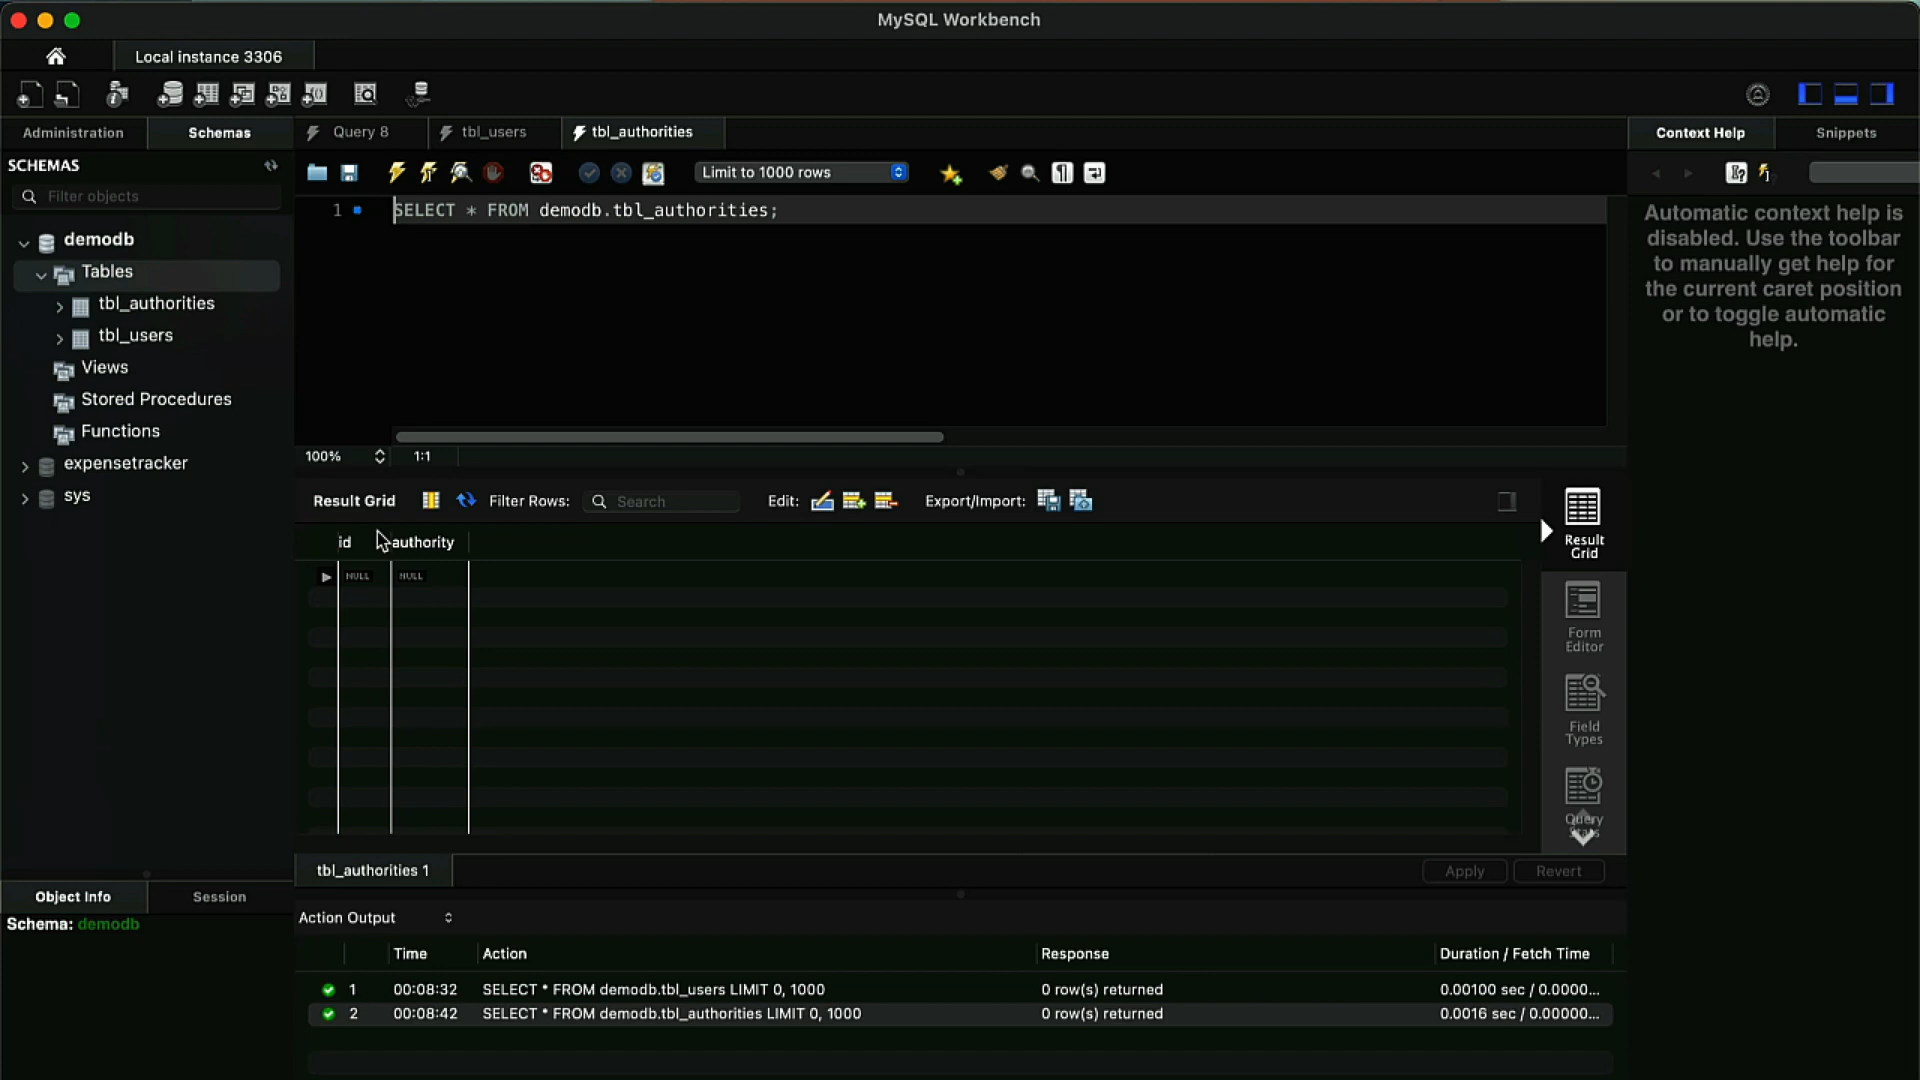 MySQL Workbench
Local instance 3306
Administration
Schemas
Query 8
tbl_users
tbl_authorities
Context Help
Snippets
SCHEMAS
Filter objects
demodb
Tables
tbl_authorities
tbl_users
Views
Stored Procedures
Functions
expensetracker
sys
Limit to 1000 rows
1
SELECT * FROM demodb.tbl_authorities;
100%
1:1
Automatic context help is
disabled. Use the toolbar
to manually get help for
the current caret position
or to toggle automatic
help.
Result Grid
Filter Rows:
Search
Edit:
Export/Import:
id
authority
NULL
NULL
Result
Grid
Form
Editor
Field
Types
Query
Stats
tbl_authorities 1
Apply
Revert
Object Info
Session
Schema: demodb
Action Output
Time
Action
Response
Duration / Fetch Time
1 00:08:32 SELECT * FROM demodb.tbl_users LIMIT 0, 1000 0 row(s) returned 0.00100 sec / 0.0000...
2 00:08:42 SELECT * FROM demodb.tbl_authorities LIMIT 0, 1000 0 row(s) returned 0.0016 sec / 0.00000...